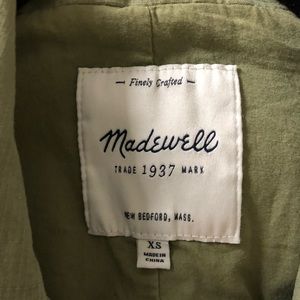 — Finely Crafted —
Madewell
TRADE 1937 MARK
NEW BEDFORD, MASS.
XS
MADE IN
CHINA